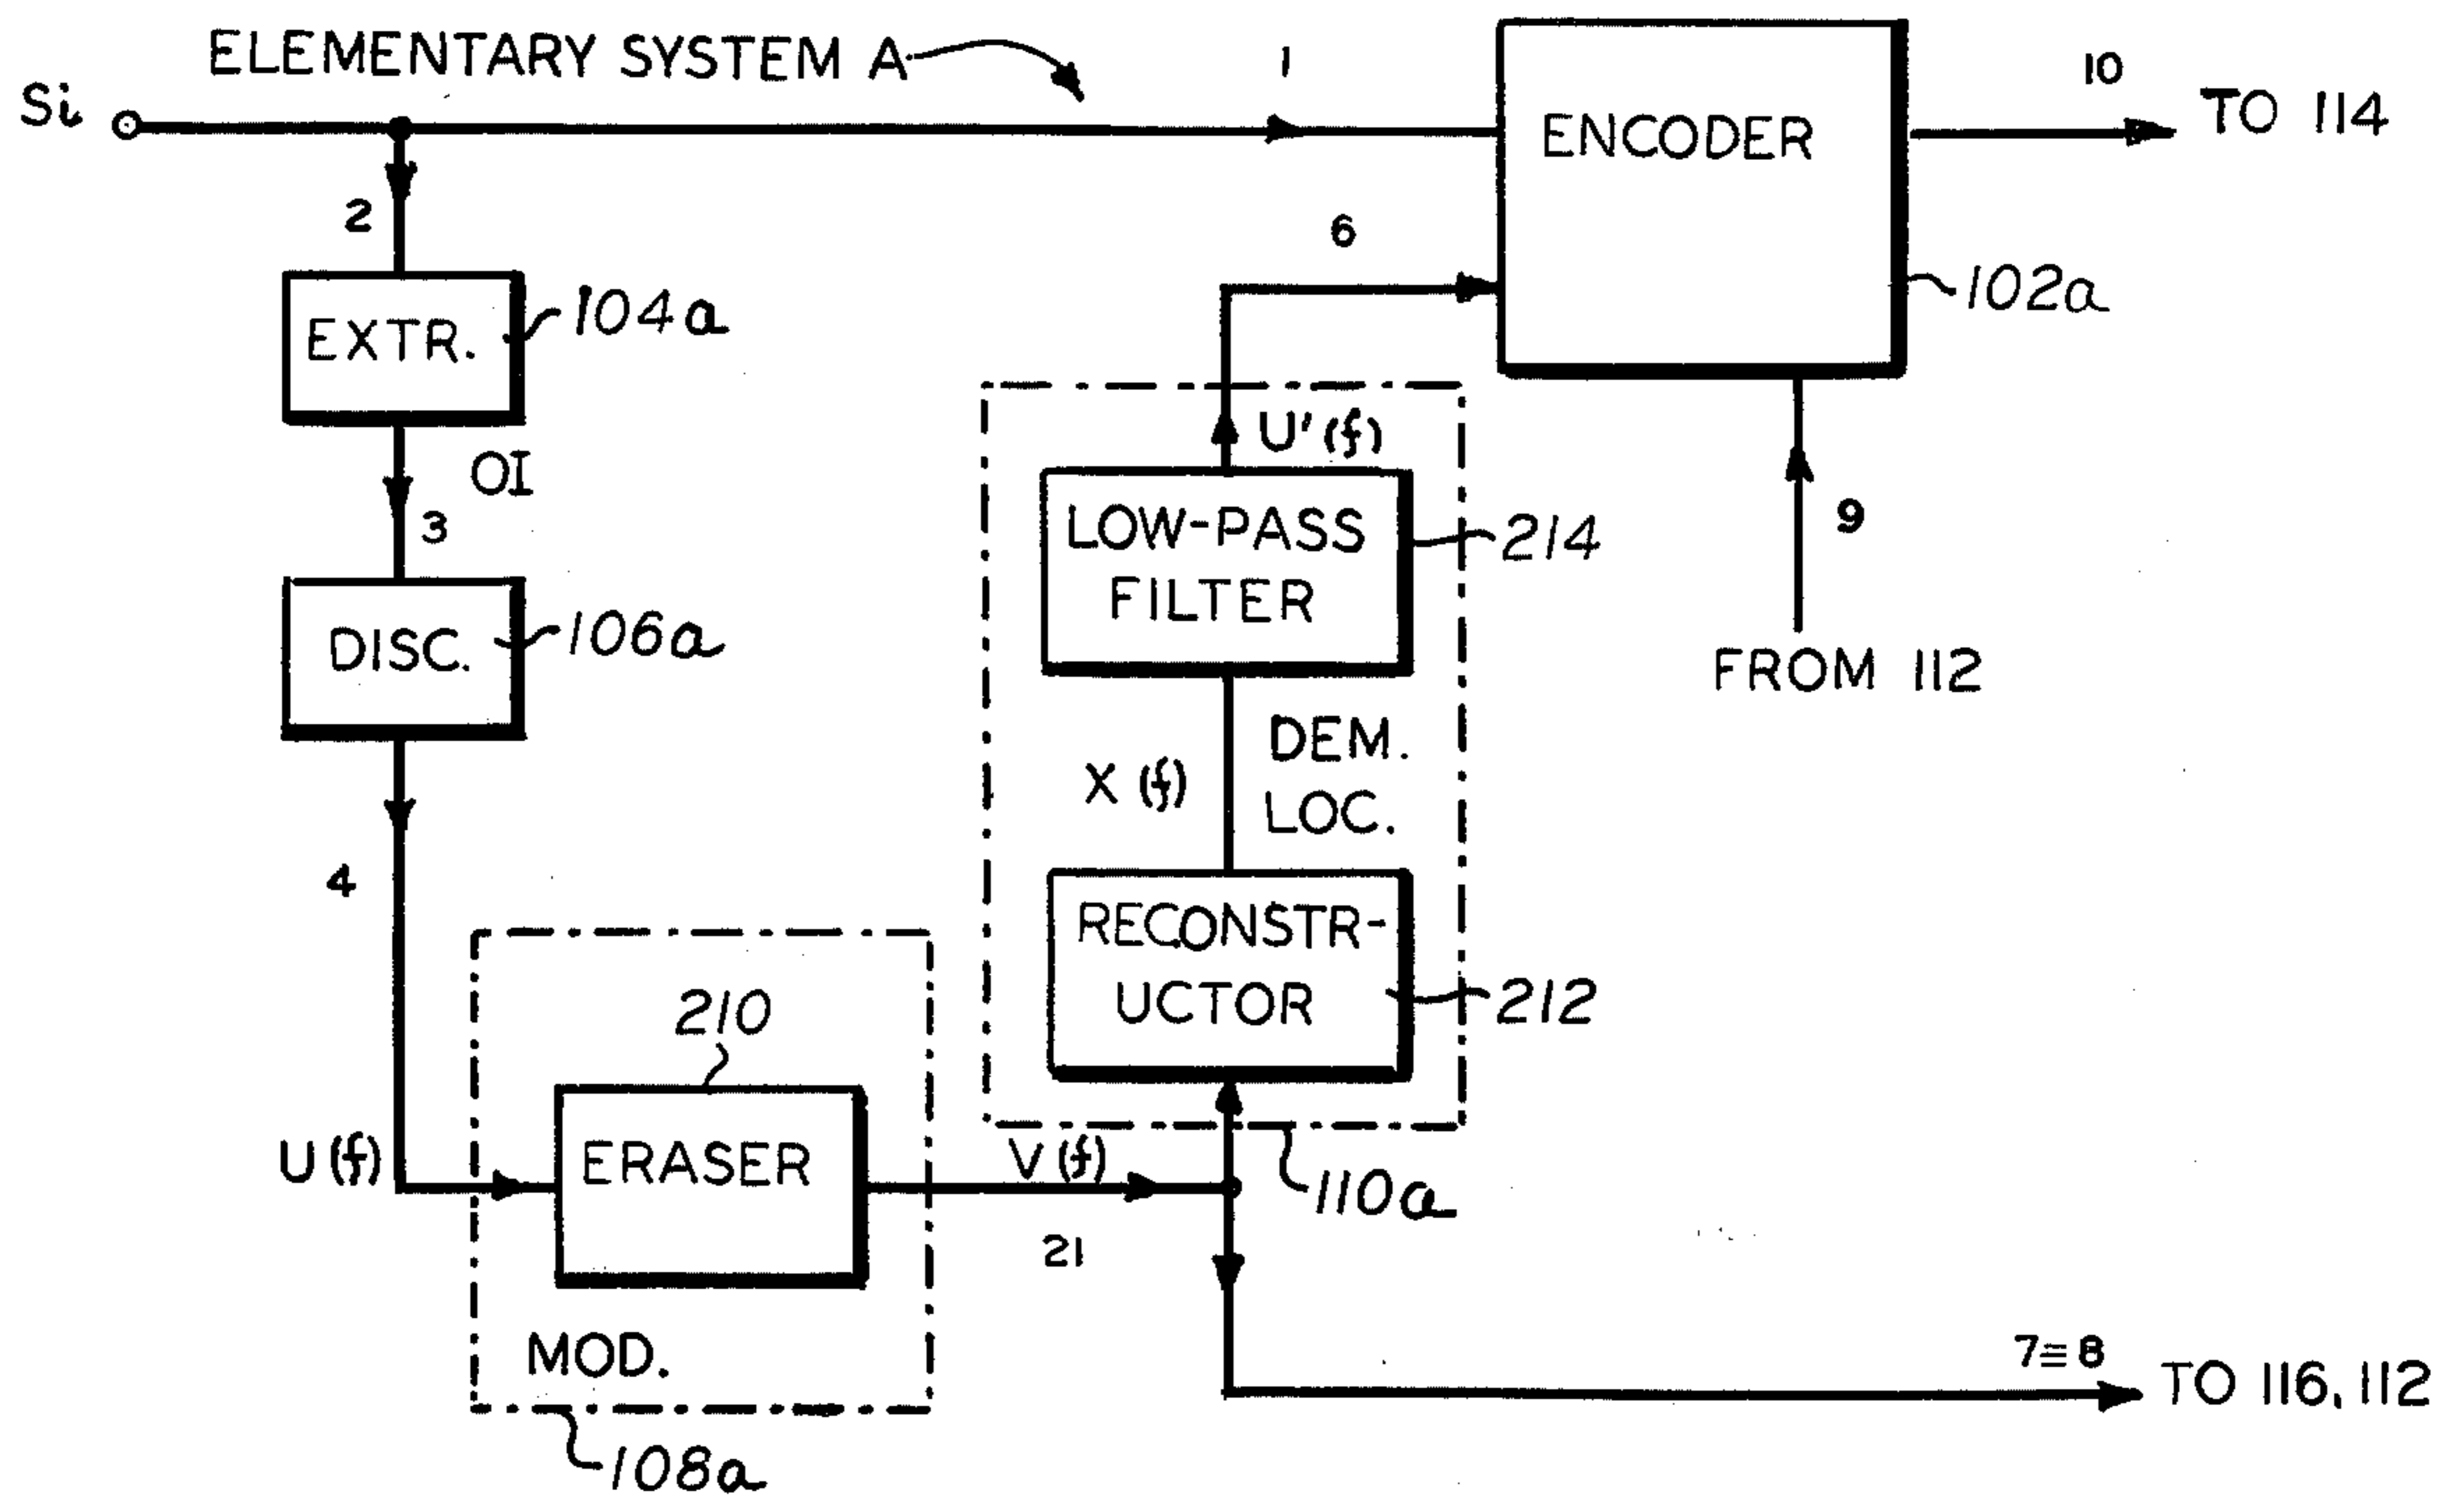 ELEMENTARY SYSTEM A
1
10
Si
TO 114
ENCODER
2
6
104a
102a
EXTR.
U'(f)
OI
3
9
LOW-PASS
FILTER
214
DISC.
106a
FROM 112
DEM.
LOC.
X (f)
4
RECONSTR-
UCTOR
212
210
U (f)
ERASER
V (f)
110a
21
MOD.
7≅8
TO 116, 112
108a